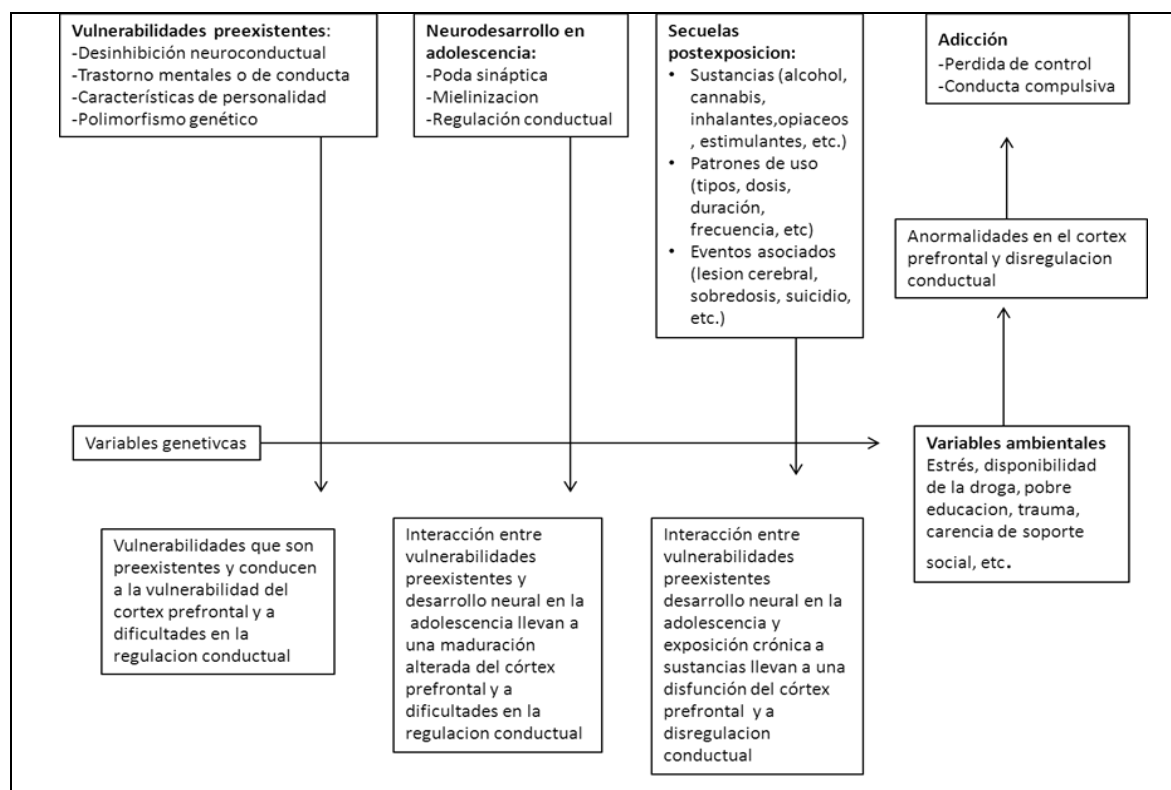 Vulnerabilidades preexistentes:
-Desinhibición neuroconductual
-Trastorno mentales o de conducta
-Características de personalidad
-Polimorfismo genético
Neurodesarrollo en
adolescencia:
-Poda sináptica
-Mielinizacion
-Regulación conductual
Secuelas
postexposicion:
• Sustancias (alcohol,
cannabis,
inhalantes,opiaceos
, estimulantes, etc.)
• Patrones de uso
(tipos, dosis,
duración,
frecuencia, etc)
• Eventos asociados
(lesion cerebral,
sobredosis, suicidio,
etc.)
Adicción
-Perdida de control
-Conducta compulsiva
Anormalidades en el cortex
prefrontal y disregulacion
conductual
Variables genetivcas
Variables ambientales
Estrés, disponibilidad
de la droga, pobre
educacion, trauma,
carencia de soporte
social, etc.
Vulnerabilidades que son
preexistentes y conducen
a la vulnerabilidad del
cortex prefrontal y a
dificultades en la
regulacion conductual
Interacción entre
vulnerabilidades
preexistentes y
desarrollo neural en la
adolescencia llevan a
una maduración
alterada del córtex
prefrontal y a
dificultades en la
regulacion conductual
Interacción entre
vulnerabilidades
preexistentes
desarrollo neural en la
adolescencia y
exposición crónica a
sustancias llevan a una
disfunción del córtex
prefrontal y a
disregulación
conductual